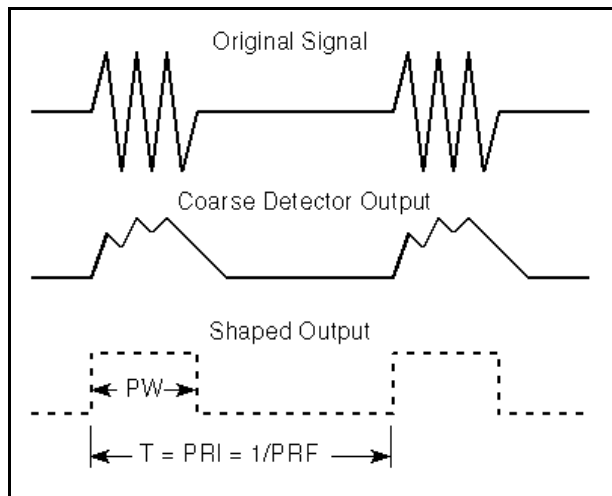 Original Signal
Coarse Detector Output
Shaped Output
PW
T = PRI = 1/PRF